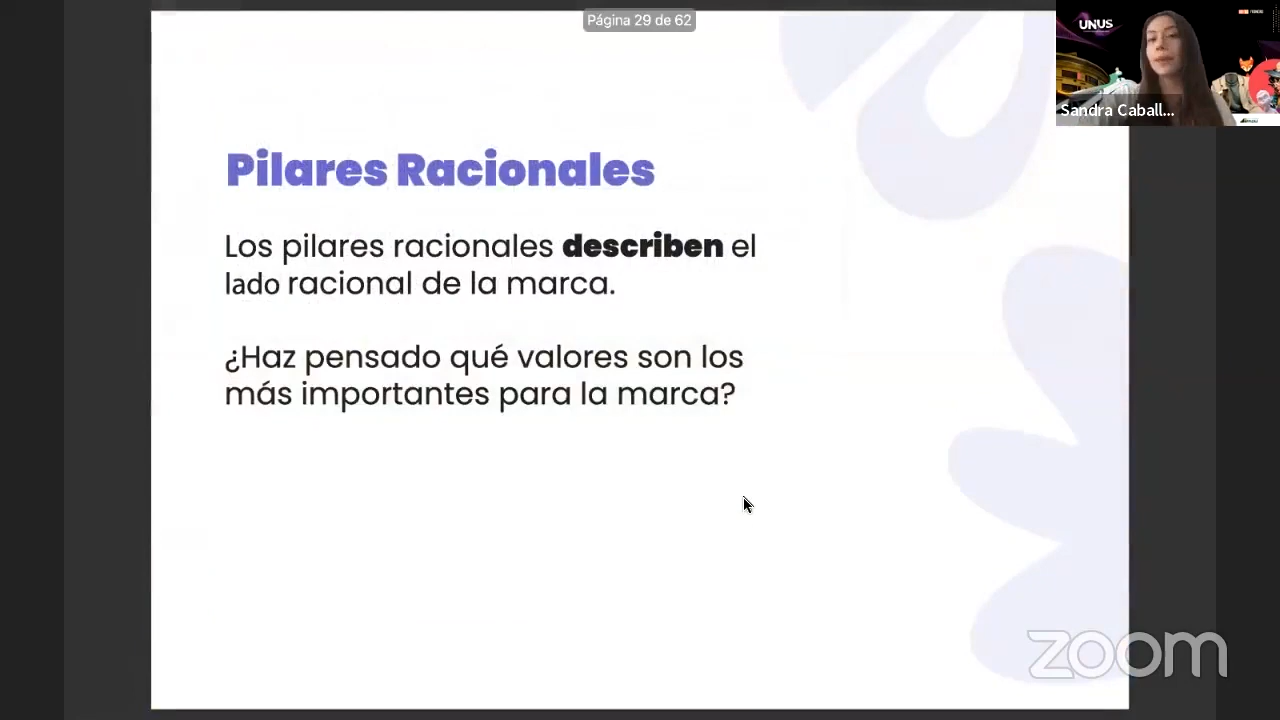 Página 29 de 62
UNUS
Sandra Caball...
Pilares Racionales
Los pilares racionales describen el
lado racional de la marca.
¿Haz pensado qué valores son los
más importantes para la marca?
zoom